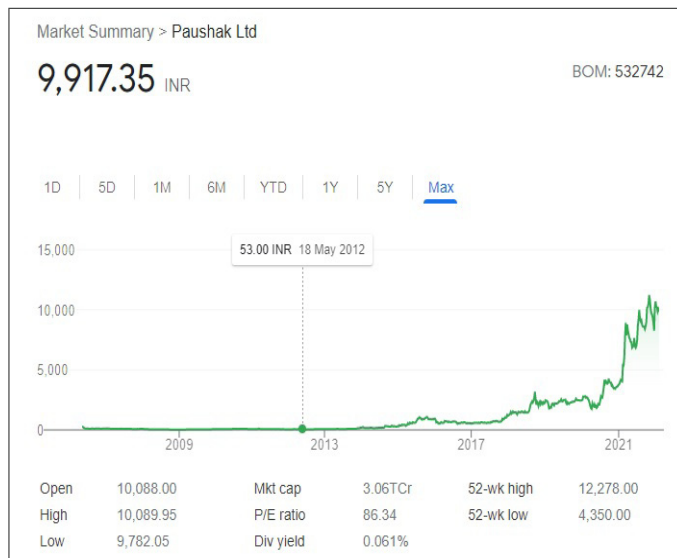 Market Summary > Paushak Ltd
9,917.35 INR
BOM: 532742
1D 5D 1M 6M YTD 1Y 5Y Max
53.00 INR 18 May 2012
15,000
10,000
5,000
0
2009 2013 2017 2021
Open 10,088.00 Mkt cap 3.06TCr 52-wk high 12,278.00
High 10,089.95 P/E ratio 86.34 52-wk low 4,350.00
Low 9,782.05 Div yield 0.061%